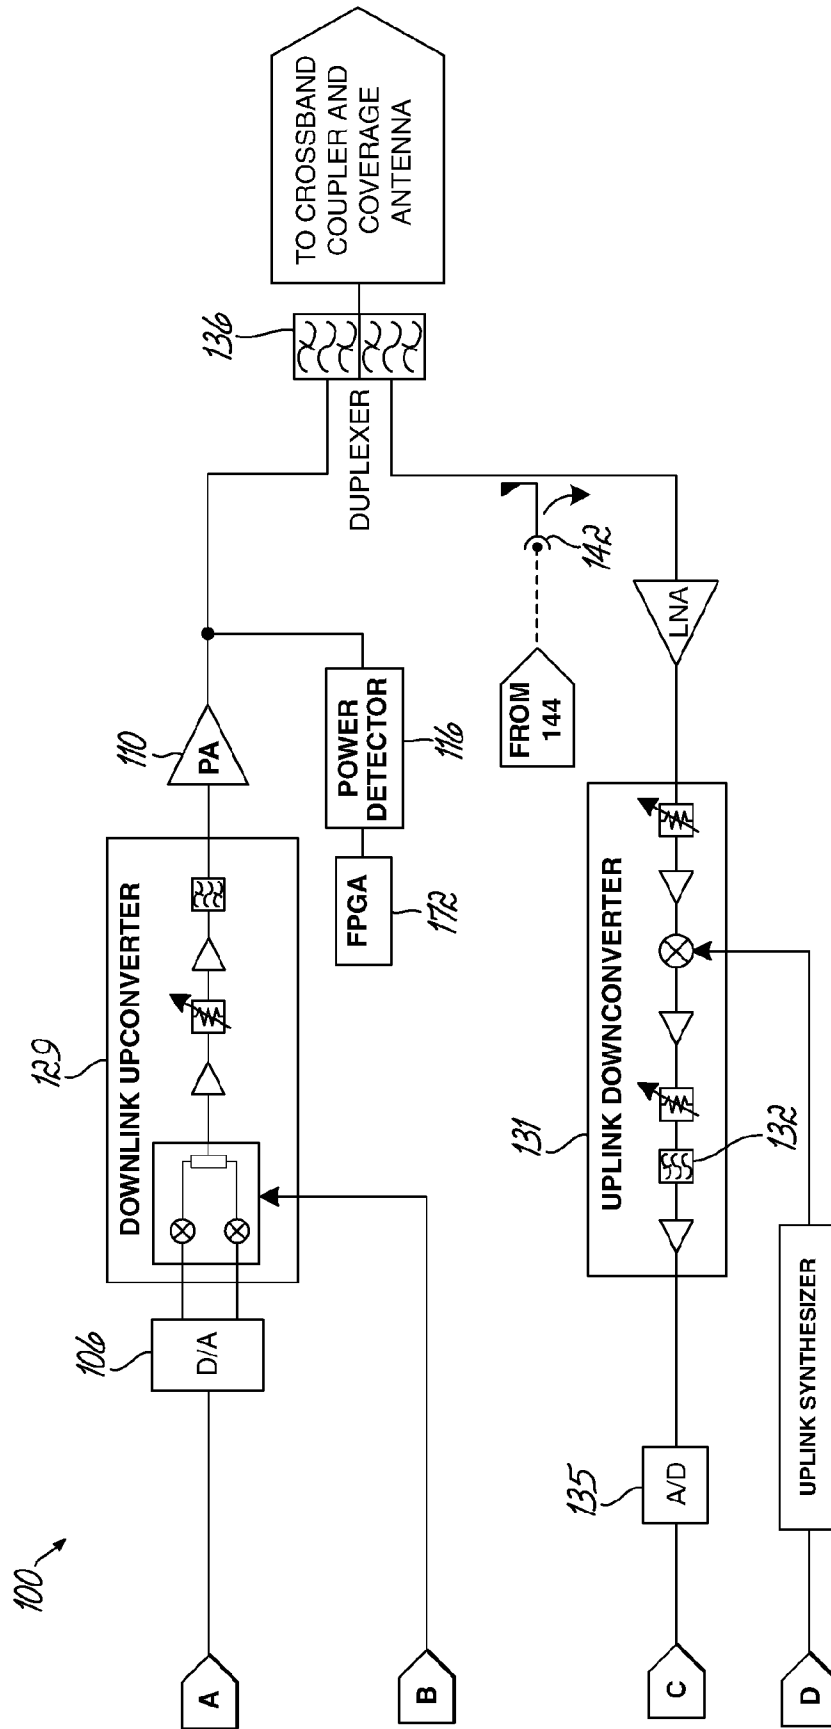 100
A
106
D/A
129
DOWNLINK UPCONVERTER
110
PA
136
TO CROSSBAND
COUPLER AND
COVERAGE
ANTENNA
DUPLEXER
FPGA
172
POWER
DETECTOR
116
B
FROM
144
142
LNA
131
UPLINK DOWNCONVERTER
132
135
A/D
C
UPLINK SYNTHESIZER
D